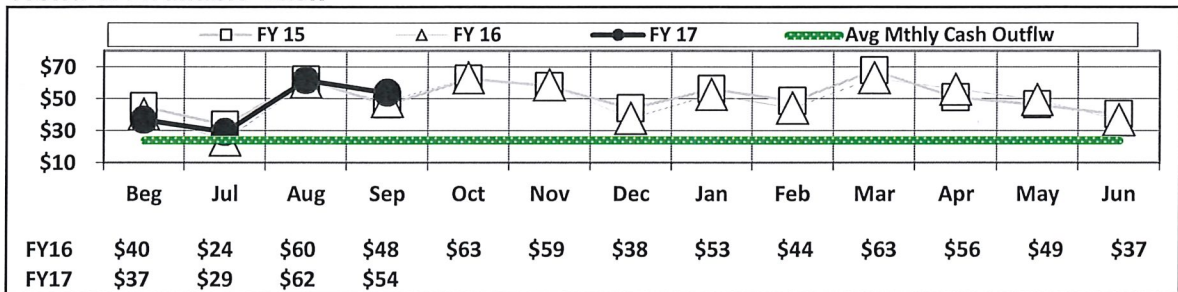 FY 15 FY 16 FY 17 Avg Mthly Cash Outflw
$70
$50
$30
$10
Beg Jul Aug Sep Oct Nov Dec Jan Feb Mar Apr May Jun
FY16 $40 $24 $60 $48 $63 $59 $38 $53 $44 $63 $56 $49 $37
FY17 $37 $29 $62 $54